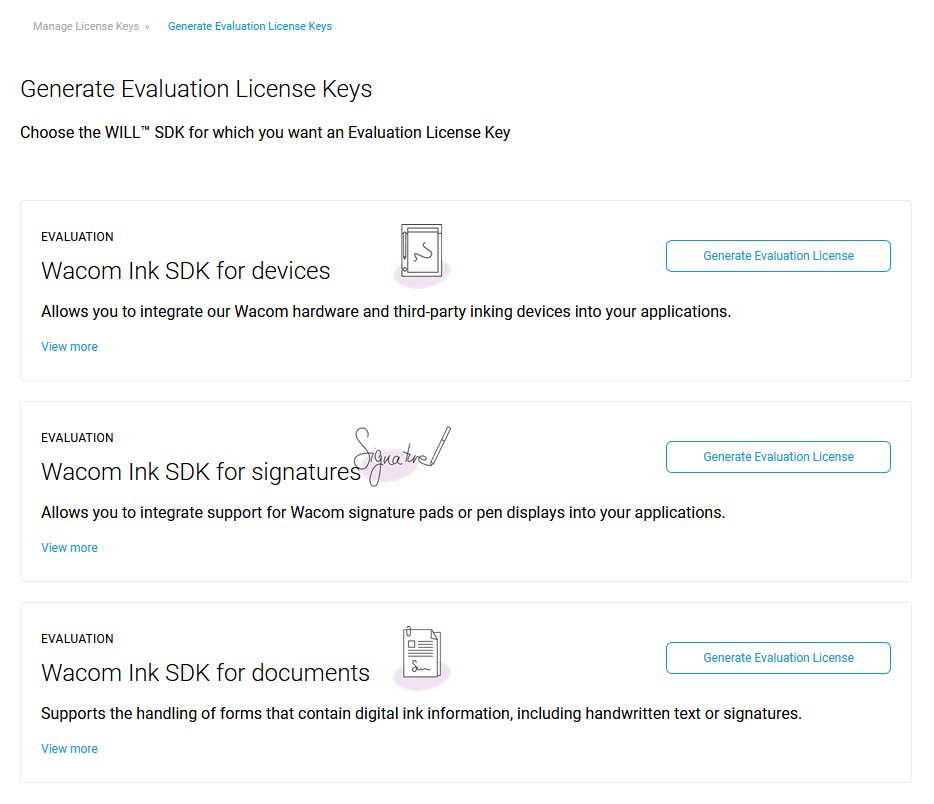 Manage License Keys » Generate Evaluation License Keys
Generate Evaluation License Keys
Choose the WILL™ SDK for which you want an Evaluation License Key
EVALUATION
Wacom Ink SDK for devices
Generate Evaluation License
Allows you to integrate our Wacom hardware and third-party inking devices into your applications.
View more
EVALUATION
Wacom Ink SDK for signatures
Signature
Generate Evaluation License
Allows you to integrate support for Wacom signature pads or pen displays into your applications.
View more
EVALUATION
Wacom Ink SDK for documents
Generate Evaluation License
Supports the handling of forms that contain digital ink information, including handwritten text or signatures.
View more